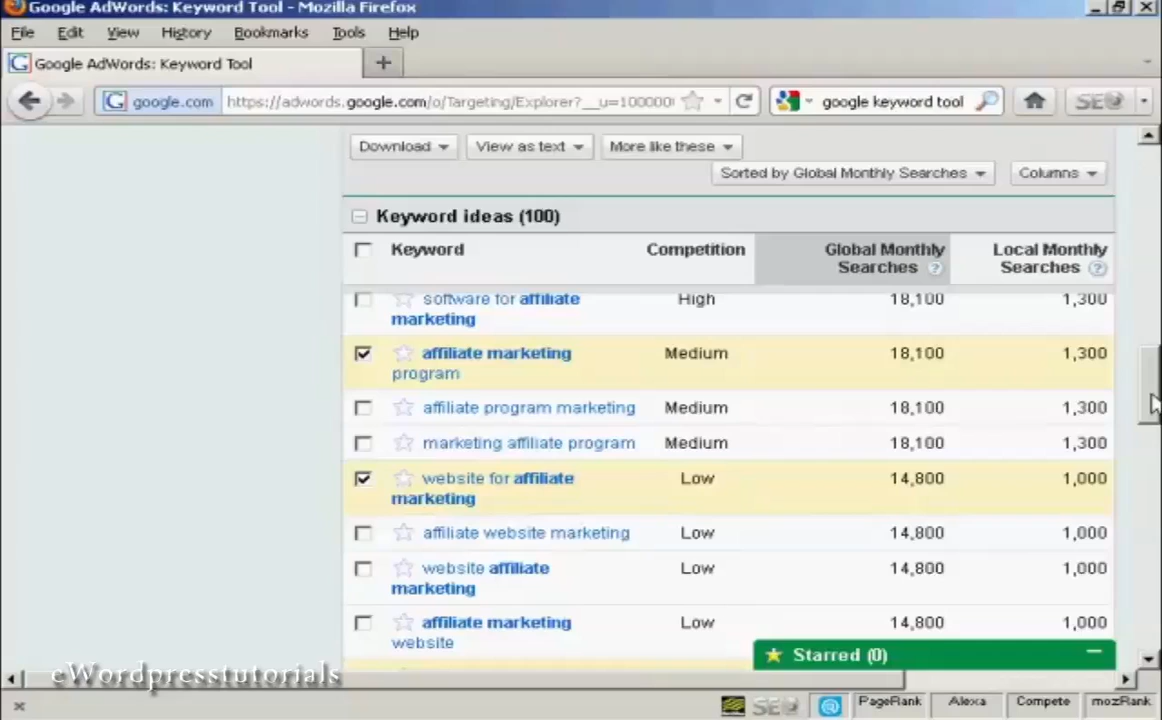 Google AdWords: Keyword Tool - Mozilla Firefox
File Edit View History Bookmarks Tools Help
Google AdWords: Keyword Tool
google.com https://adwords.google.com/o/Targeting/Explorer?__u=100000 google keyword tool
Download View as text More like these
Sorted by Global Monthly Searches Columns
Keyword ideas (100)
Keyword Competition Global Monthly Searches ? Local Monthly Searches ?
software for affiliate marketing High 18,100 1,300
affiliate marketing program Medium 18,100 1,300
affiliate program marketing Medium 18,100 1,300
marketing affiliate program Medium 18,100 1,300
website for affiliate marketing Low 14,800 1,000
affiliate website marketing Low 14,800 1,000
website affiliate marketing Low 14,800 1,000
affiliate marketing website Low 14,800 1,000
Starred (0)
eWordpresstutorials
PageRank Alexa Compete mozRank